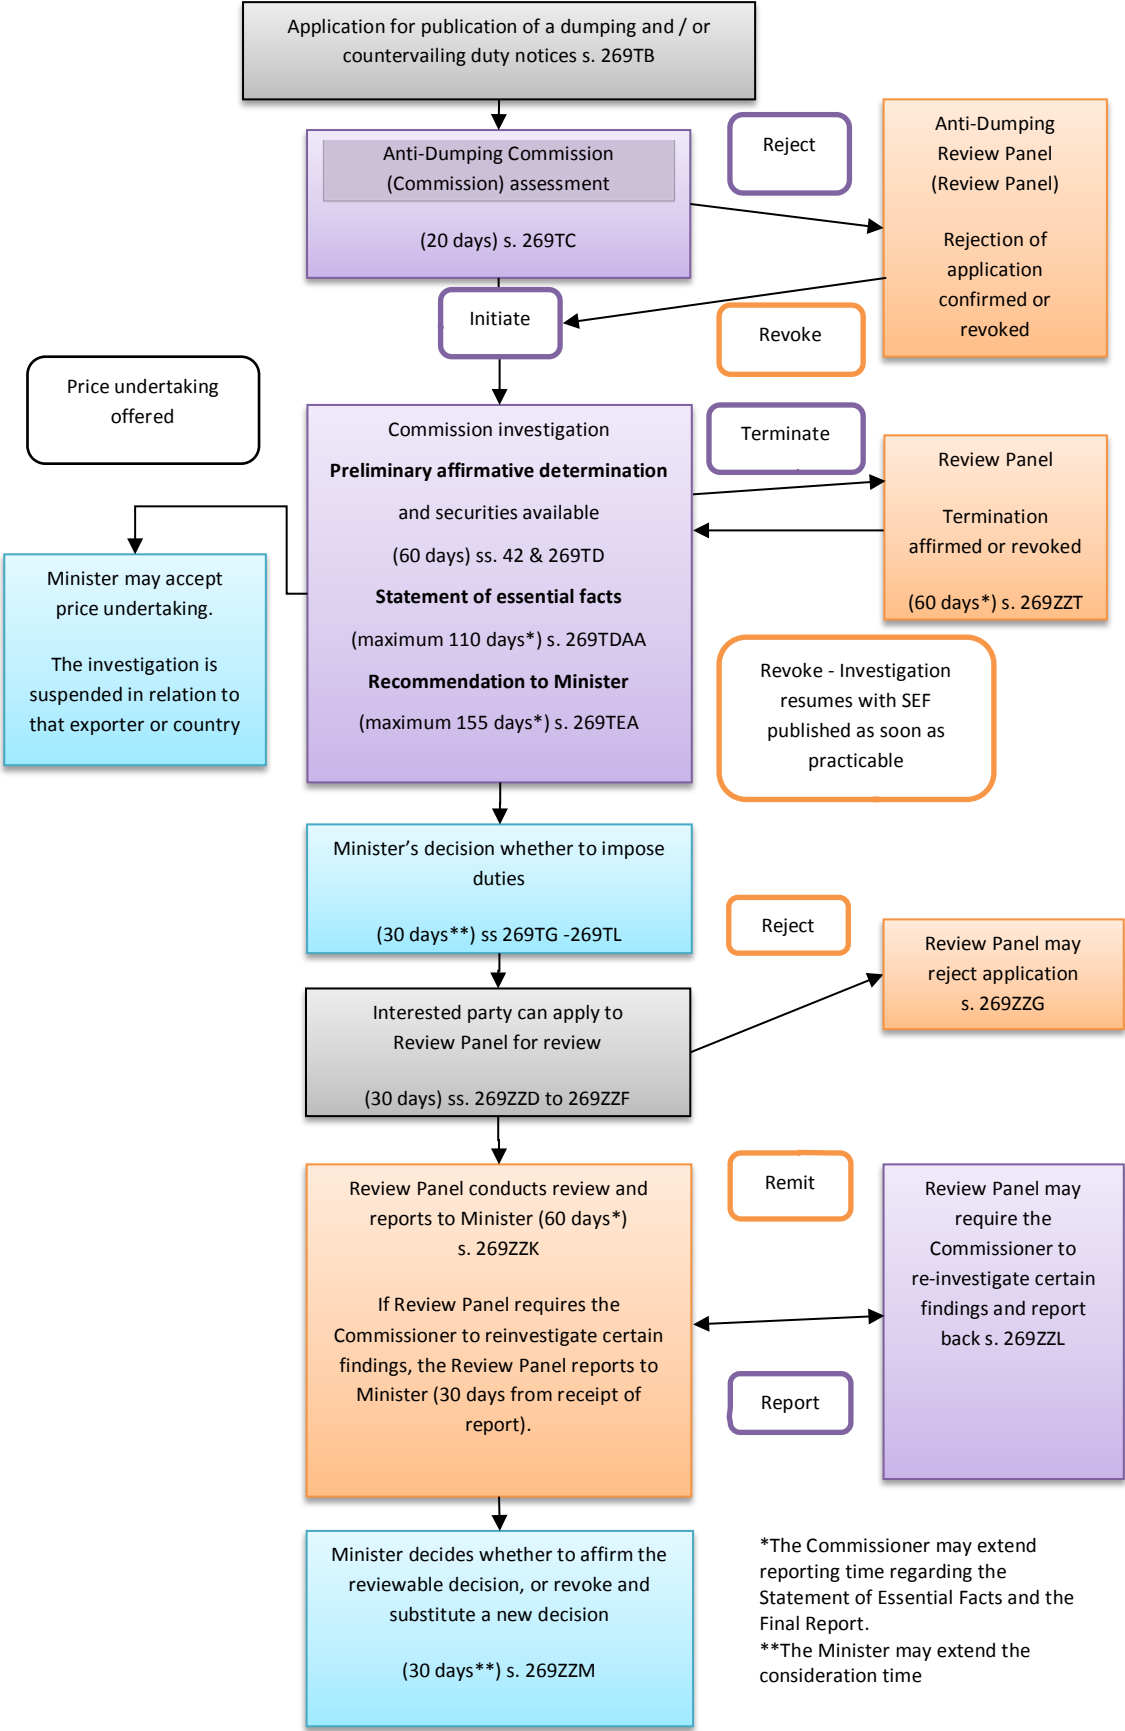 Application for publication of a dumping and / or
countervailing duty notices s. 269TB
Anti-Dumping Commission
(Commission) assessment
(20 days) s. 269TC
Reject
Anti-Dumping
Review Panel
(Review Panel)
Rejection of
application
confirmed or
revoked
Initiate
Revoke
Price undertaking
offered
Commission investigation
Preliminary affirmative determination
and securities available
(60 days) ss. 42 & 269TD
Statement of essential facts
(maximum 110 days*) s. 269TDAA
Recommendation to Minister
(maximum 155 days*) s. 269TEA
Terminate
Review Panel
Termination
affirmed or revoked
(60 days*) s. 269ZZT
Minister may accept
price undertaking.
The investigation is
suspended in relation to
that exporter or country
Revoke - Investigation
resumes with SEF
published as soon as
practicable
Minister’s decision whether to impose
duties
(30 days**) ss 269TG -269TL
Reject
Review Panel may
reject application
s. 269ZZG
Interested party can apply to
Review Panel for review
(30 days) ss. 269ZZD to 269ZZF
Review Panel conducts review and
reports to Minister (60 days*)
s. 269ZZK
If Review Panel requires the
Commissioner to reinvestigate certain
findings, the Review Panel reports to
Minister (30 days from receipt of
report).
Remit
Review Panel may
require the
Commissioner to
re-investigate certain
findings and report
back s. 269ZZL
Report
Minister decides whether to affirm the
reviewable decision, or revoke and
substitute a new decision
(30 days**) s. 269ZZM
*The Commissioner may extend
reporting time regarding the
Statement of Essential Facts and the
Final Report.
**The Minister may extend the
consideration time